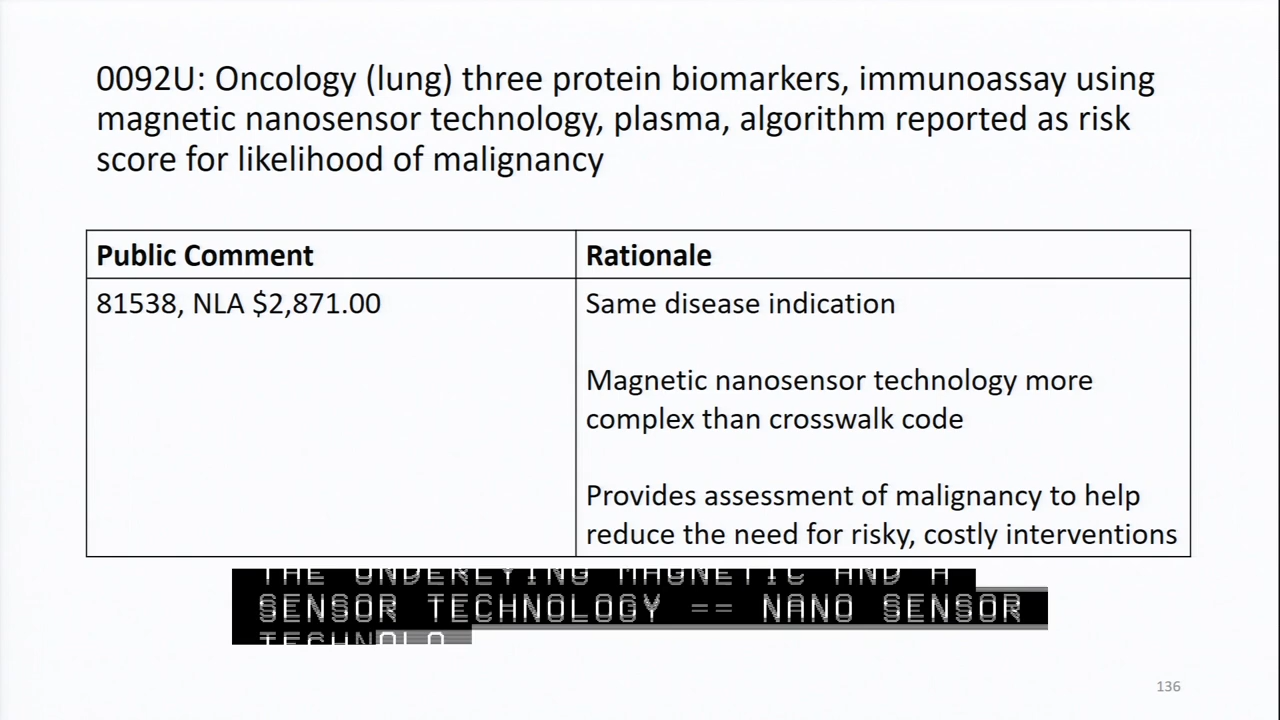 0092U: Oncology (lung) three protein biomarkers, immunoassay using
magnetic nanosensor technology, plasma, algorithm reported as risk
score for likelihood of malignancy
Public Comment
Rationale
81538, NLA $2,871.00
Same disease indication
Magnetic nanosensor technology more
complex than crosswalk code
Provides assessment of malignancy to help
reduce the need for risky, costly interventions
THE UNDERLYING MAGNETIC AND A
SENSOR TECHNOLOGY == NANO SENSOR
TECHNOLO
136